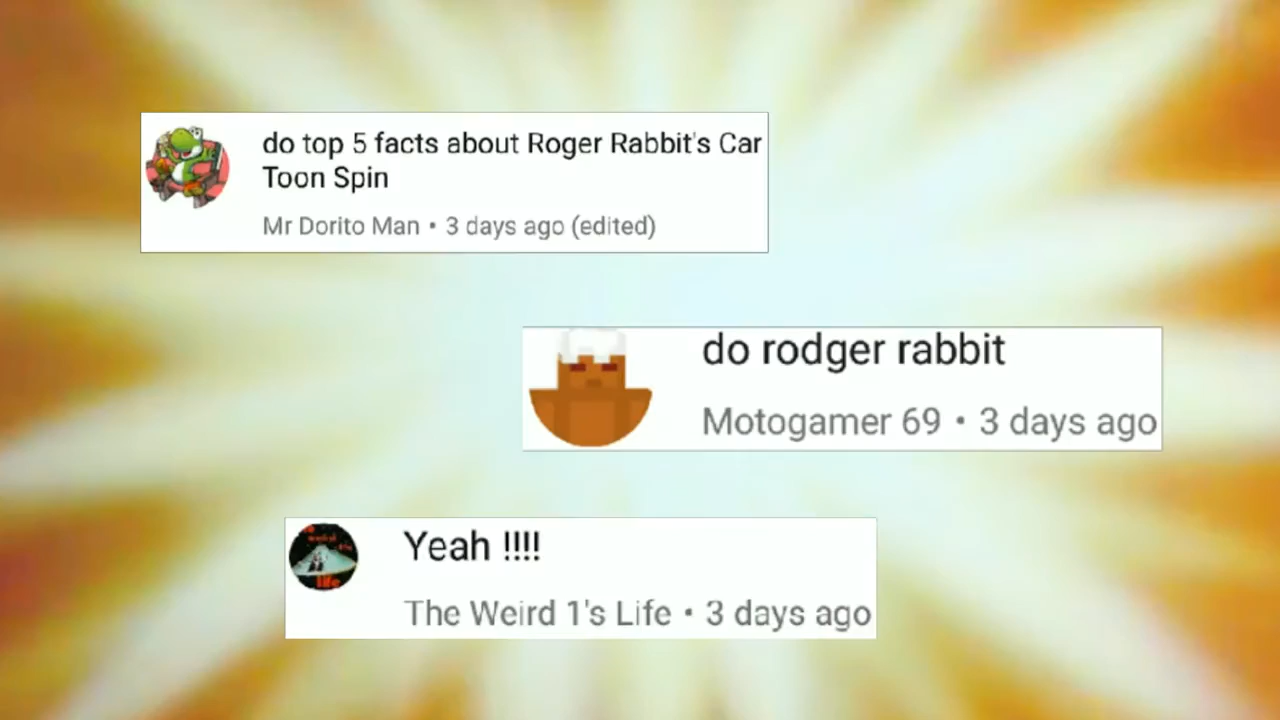 do top 5 facts about Roger Rabbit's Car
Toon Spin
Mr Dorito Man • 3 days ago (edited)
do rodger rabbit
Motogamer 69 • 3 days ago
Yeah !!!!
The Weird 1's Life • 3 days ago
life